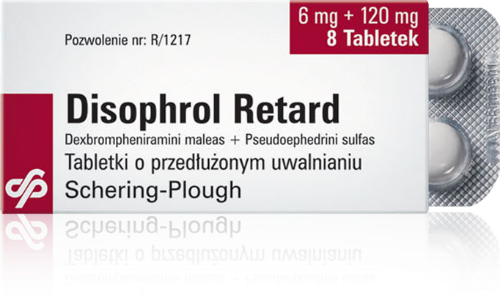 6 mg + 120 mg
Pozwolenie nr: R/1217
8 Tabletek
Disophrol Retard
Dexbrompheniramini maleas + Pseudoephedrini sulfas
Tabletki o przedłużonym uwalnianiu
Schering-Plough